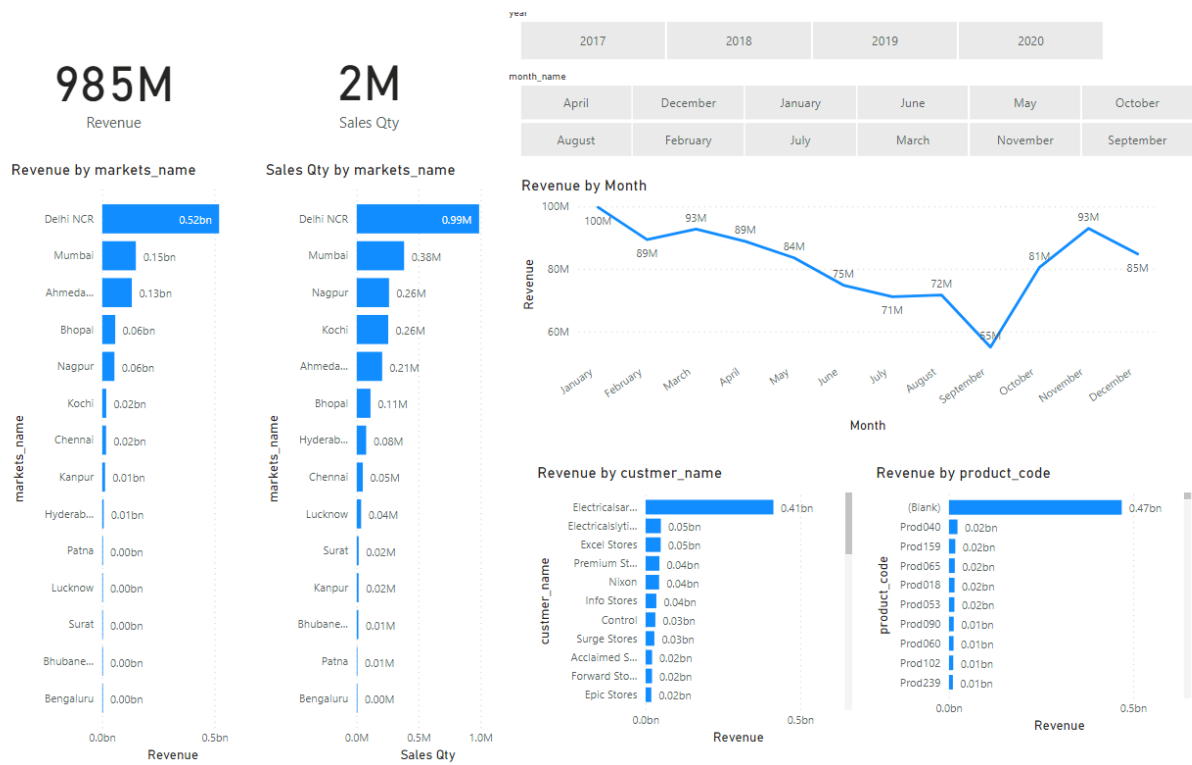 year
2017 2018 2019 2020
985M
Revenue
2M
Sales Qty
month_name
April December January June May October
August February July March November September
Revenue by markets_name
Delhi NCR 0.52bn
Mumbai 0.15bn
Ahmeda... 0.13bn
Bhopal 0.06bn
Nagpur 0.06bn
Kochi 0.02bn
Chennai 0.02bn
Kanpur 0.01bn
Hyderab... 0.01bn
Patna 0.00bn
Lucknow 0.00bn
Surat 0.00bn
Bhubane... 0.00bn
Bengaluru 0.00bn
markets_name
0.0bn 0.5bn
Revenue
Sales Qty by markets_name
Delhi NCR 0.99M
Mumbai 0.38M
Nagpur 0.26M
Kochi 0.26M
Ahmeda... 0.21M
Bhopal 0.11M
Hyderab... 0.08M
Chennai 0.05M
Lucknow 0.04M
Surat 0.02M
Kanpur 0.02M
Bhubane... 0.01M
Patna 0.01M
Bengaluru 0.00M
markets_name
0.0M 0.5M 1.0M
Sales Qty
Revenue by Month
100M
80M
60M
Revenue
100M 89M 93M 89M 84M 75M 71M 72M 55M 81M 93M 85M
January February March April May June July August September October November December
Month
Revenue by custmer_name
Electricalsar... 0.41bn
Electricalslyti... 0.05bn
Excel Stores 0.05bn
Premium St... 0.04bn
Nixon 0.04bn
Info Stores 0.04bn
Control 0.03bn
Surge Stores 0.03bn
Acclaimed S... 0.02bn
Forward Sto... 0.02bn
Epic Stores 0.02bn
custmer_name
0.0bn 0.5bn
Revenue
Revenue by product_code
(Blank) 0.47bn
Prod040 0.02bn
Prod159 0.02bn
Prod065 0.02bn
Prod018 0.02bn
Prod053 0.02bn
Prod090 0.01bn
Prod060 0.01bn
Prod102 0.01bn
Prod239 0.01bn
product_code
0.0bn 0.5bn
Revenue